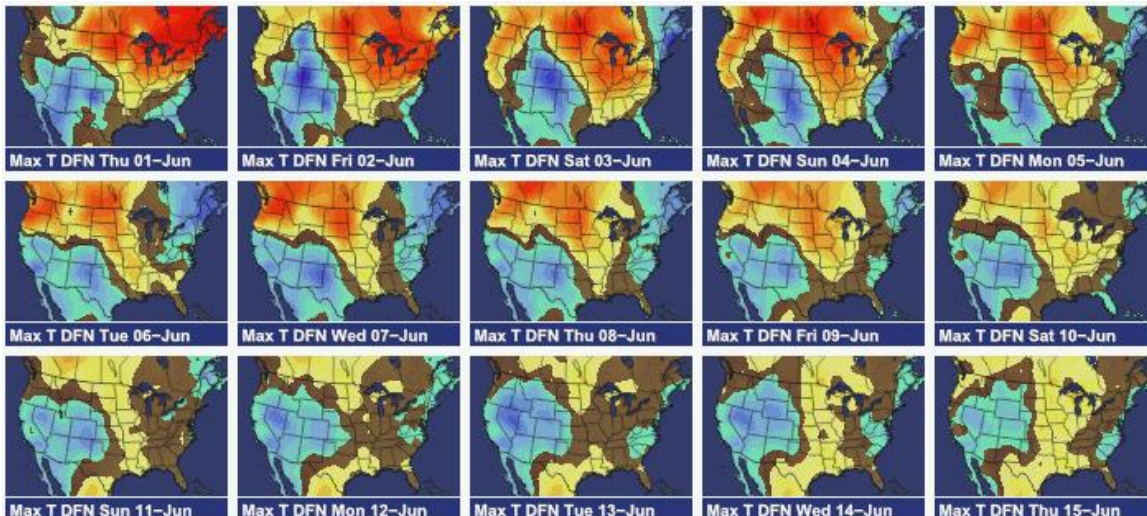 Max T DFN Thu 01-Jun
Max T DFN Fri 02-Jun
Max T DFN Sat 03-Jun
Max T DFN Sun 04-Jun
Max T DFN Mon 05-Jun
Max T DFN Tue 06-Jun
Max T DFN Wed 07-Jun
Max T DFN Thu 08-Jun
Max T DFN Fri 09-Jun
Max T DFN Sat 10-Jun
Max T DFN Sun 11-Jun
Max T DFN Mon 12-Jun
Max T DFN Tue 13-Jun
Max T DFN Wed 14-Jun
Max T DFN Thu 15-Jun